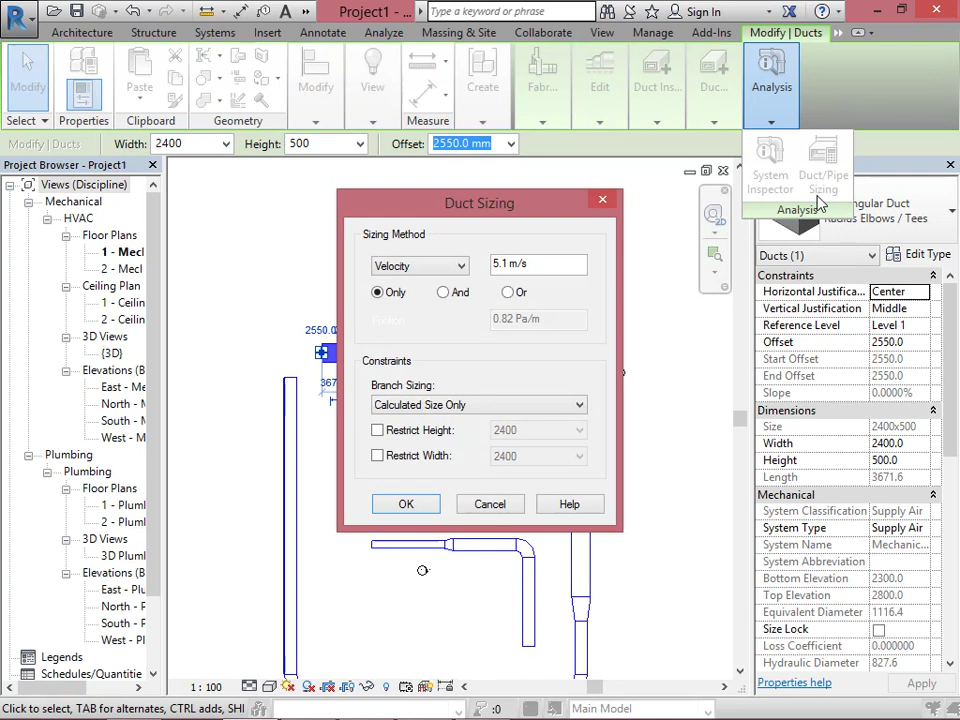 Project1 - ...
Type a keyword or phrase
Sign In
Architecture Structure Systems Insert Annotate Analyze Massing & Site Collaborate View Manage Add-Ins Modify | Ducts
Modify
Properties
Paste
Modify
View
Create
Fabr...
Edit
Duct Ins...
Duc...
Analysis
Select
Properties
Clipboard
Geometry
Measure
Modify | Ducts
Width: 2400
Height: 500
Offset: 2550.0 mm
System Inspector
Duct/Pipe Sizing
Analysis
Project Browser - Project1
Views (Discipline)
Mechanical
HVAC
Floor Plans
1 - Mecl
2 - Mecl
Ceiling Plan
1 - Ceilin
2 - Ceilin
3D Views
{3D}
Elevations (B
East - Me
North - 
South - 
West - M
Plumbing
Plumbing
Floor Plans
1 - Pluml
2 - Pluml
3D Views
3D Plumb
Elevations (B
East - Plu
North - P
South - P
West - Pl
Legends
Schedules/Quantitie
2550.0
367
Duct Sizing
Sizing Method
Velocity
5.1 m/s
Only
And
Or
Friction
0.82 Pa/m
Constraints
Branch Sizing:
Calculated Size Only
Restrict Height: 2400
Restrict Width: 2400
OK
Cancel
Help
2D
ngular Duct
Radius Elbows / Tees
Ducts (1)
Edit Type
Constraints
Horizontal Justifica... Center
Vertical Justification Middle
Reference Level Level 1
Offset 2550.0
Start Offset 2550.0
End Offset 2550.0
Slope 0.0000%
Dimensions
Size 2400x500
Width 2400.0
Height 500.0
Length 3671.6
Mechanical
System Classification Supply Air
System Type Supply Air
System Name Mechanic...
System Abbreviation
Bottom Elevation 2300.0
Top Elevation 2800.0
Equivalent Diameter 1116.4
Size Lock
Loss Coefficient 0.000000
Hydraulic Diameter 827.6
Properties help
Apply
1 : 100
Click to select, TAB for alternates, CTRL adds, SHI
:0
Main Model